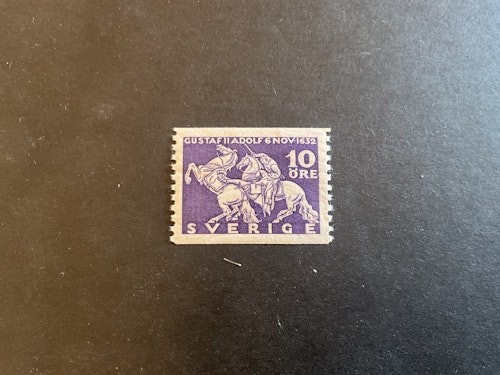 GUSTAF II ADOLF 6 NOV · 1632
10
ÖRE
SVERIGE